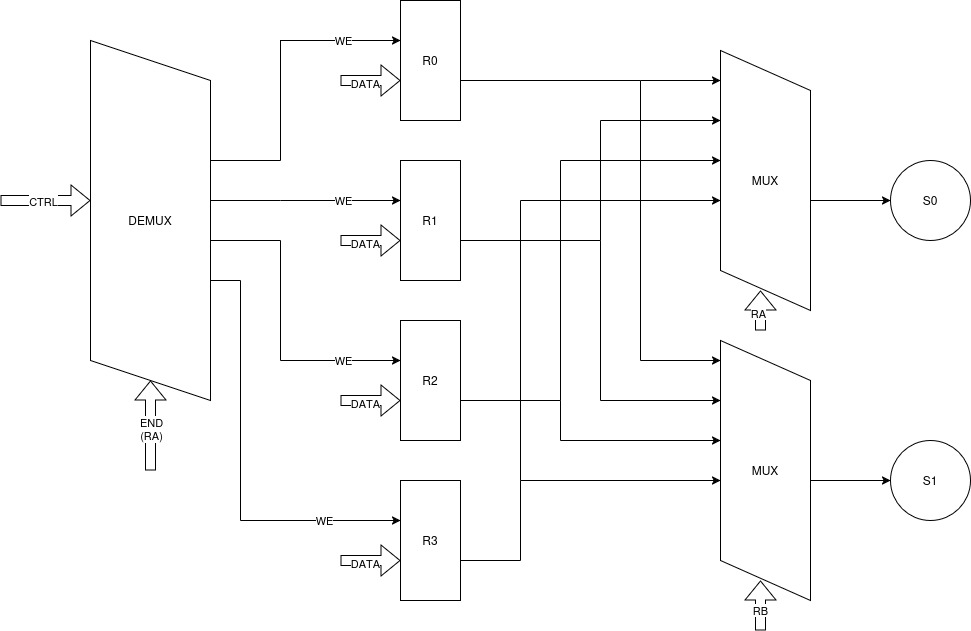 WE
R0
DATA
MUX
CTRL
DEMUX
WE
R1
DATA
S0
RA
WE
R2
DATA
END
(RA)
MUX
S1
WE
R3
DATA
RB